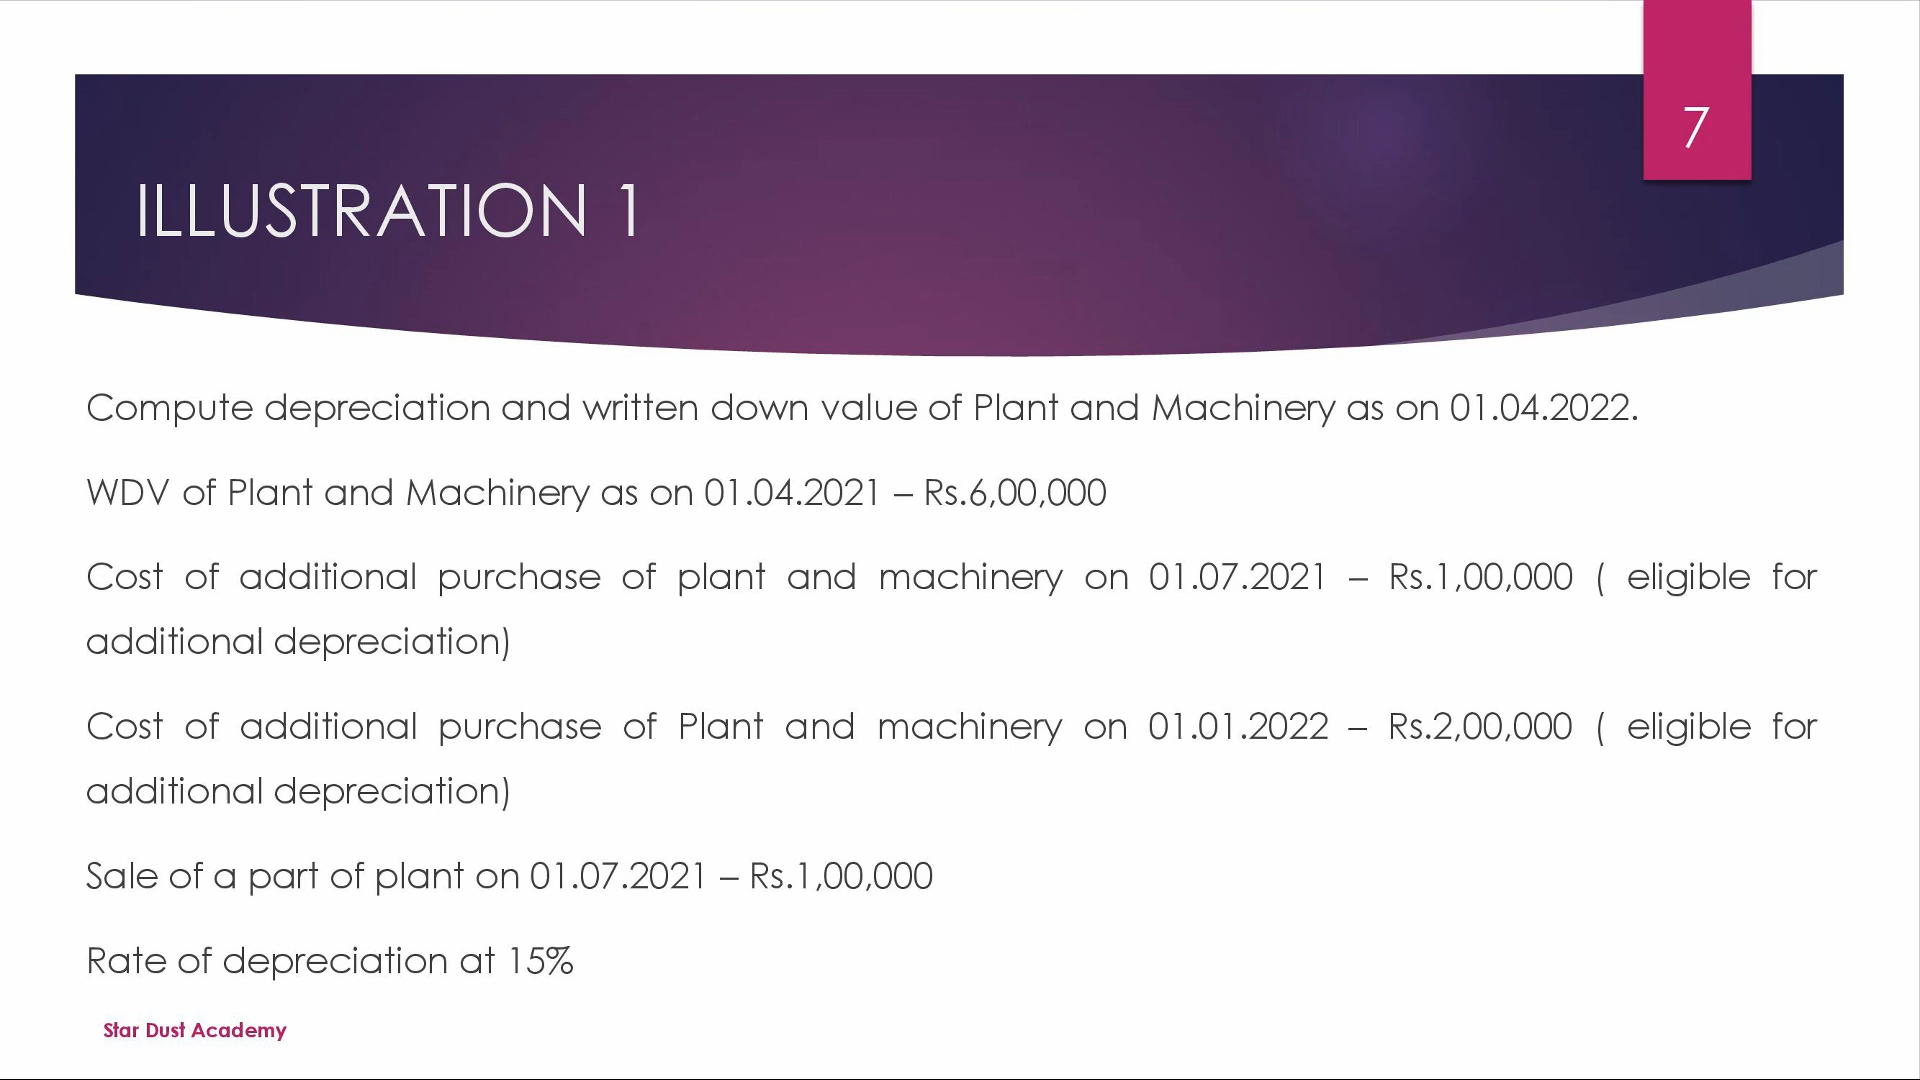 7
ILLUSTRATION 1
Compute depreciation and written down value of Plant and Machinery as on 01.04.2022.
WDV of Plant and Machinery as on 01.04.2021 – Rs.6,00,000
Cost of additional purchase of plant and machinery on 01.07.2021 – Rs.1,00,000 ( eligible for
additional depreciation)
Cost of additional purchase of Plant and machinery on 01.01.2022 – Rs.2,00,000 ( eligible for
additional depreciation)
Sale of a part of plant on 01.07.2021 – Rs.1,00,000
Rate of depreciation at 15%
Star Dust Academy